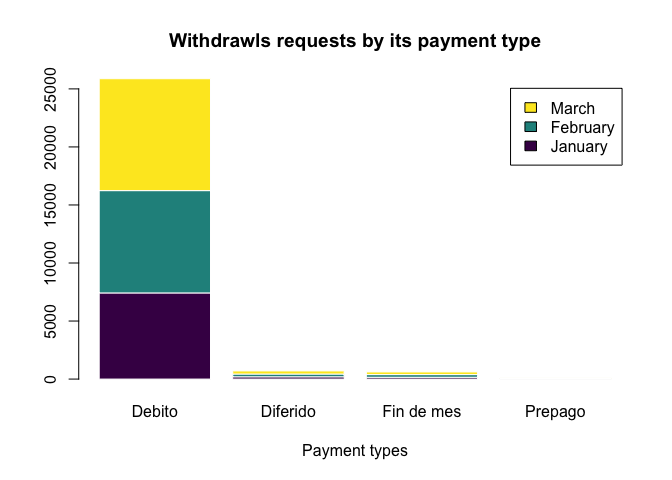 Withdrawls requests by its payment type
25000
20000
15000
10000
5000
0
March
February
January
Debito
Diferido
Fin de mes
Prepago
Payment types